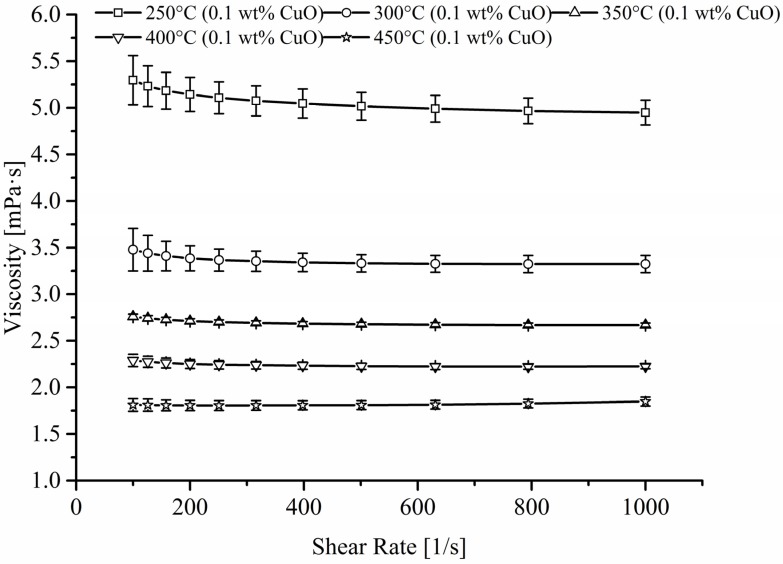 250°C (0.1 wt% CuO) 300°C (0.1 wt% CuO) 350°C (0.1 wt% CuO)
400°C (0.1 wt% CuO) 450°C (0.1 wt% CuO)
6.0
5.5
5.0
4.5
4.0
3.5
3.0
2.5
2.0
1.5
1.0
Viscosity [mPa·s]
0 200 400 600 800 1000
Shear Rate [1/s]